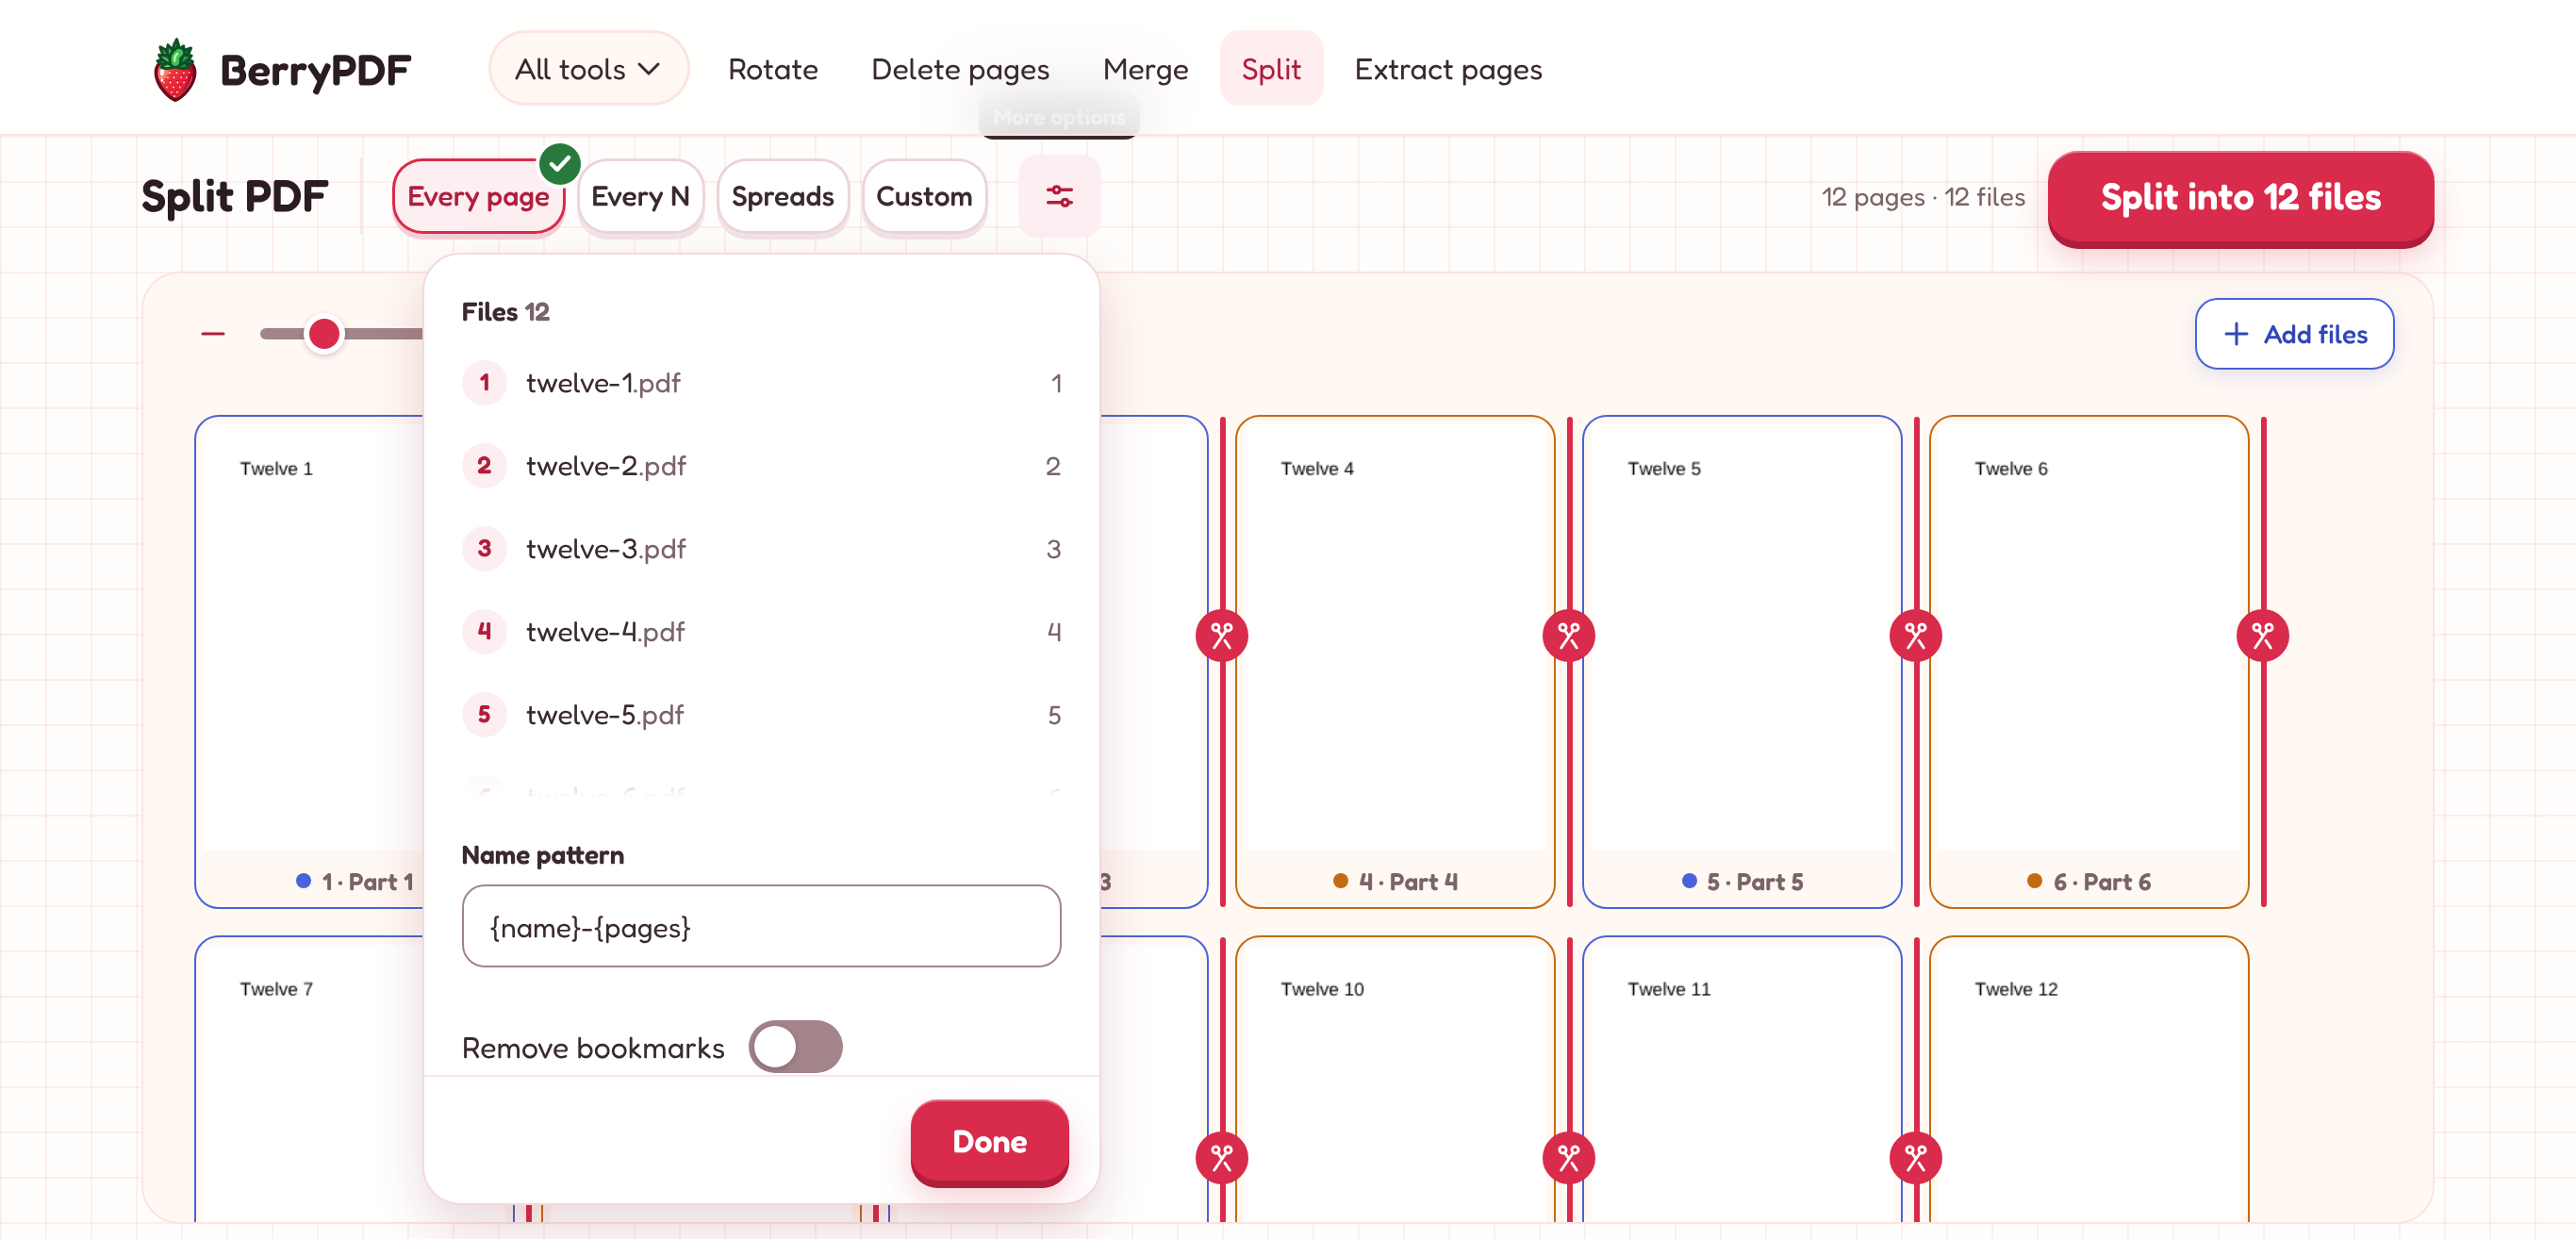 BerryPDF
All tools Rotate Delete pages Merge Split Extract pages
More options
Split PDF Every page Every N Spreads Custom 12 pages · 12 files Split into 12 files
Files 12
Add files
1 twelve-1.pdf 1
2 twelve-2.pdf 2
3 twelve-3.pdf 3
4 twelve-4.pdf 4
5 twelve-5.pdf 5
Name pattern
{name}-{pages}
Remove bookmarks
Done
Twelve 1
Twelve 4
Twelve 5
Twelve 6
1 · Part 1
3
4 · Part 4
5 · Part 5
6 · Part 6
Twelve 7
Twelve 10
Twelve 11
Twelve 12